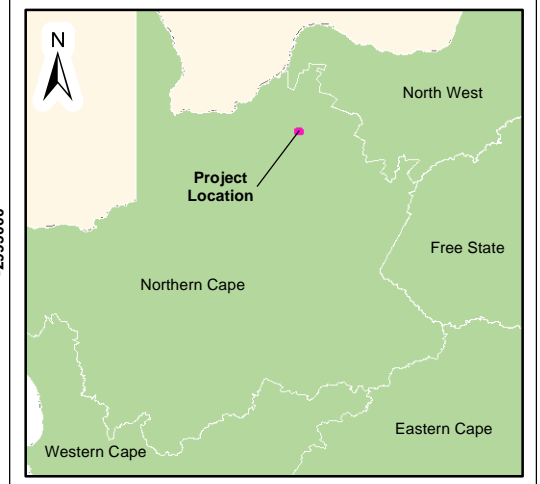 N
North West
Project
Location
Free State
Northern Cape
Eastern Cape
Western Cape